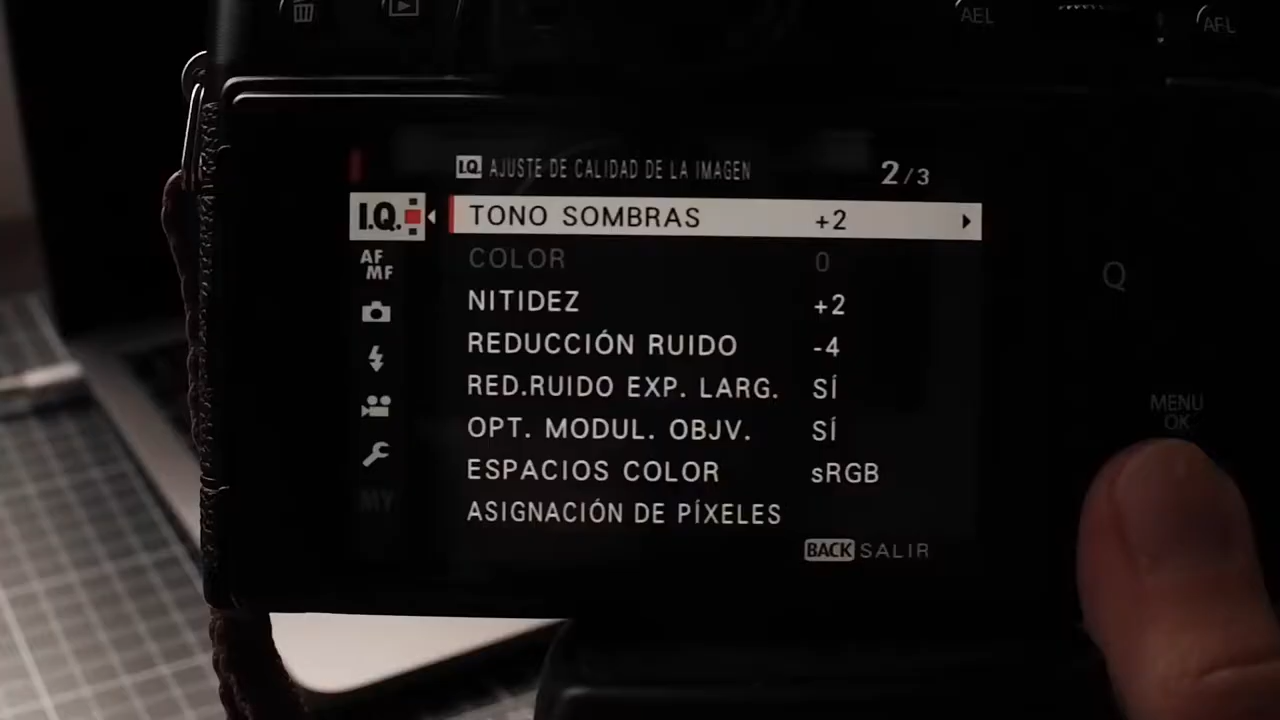 AEL
AFL
I.Q. AJUSTE DE CALIDAD DE LA IMAGEN 2/3
I.Q.
TONO SOMBRAS +2
AF
MF
COLOR 0
NITIDEZ +2
REDUCCIÓN RUIDO -4
RED.RUIDO EXP. LARG. SÍ
OPT. MODUL. OBJV. SÍ
ESPACIOS COLOR sRGB
MY
ASIGNACIÓN DE PÍXELES
BACK SALIR
Q
MENU
OK